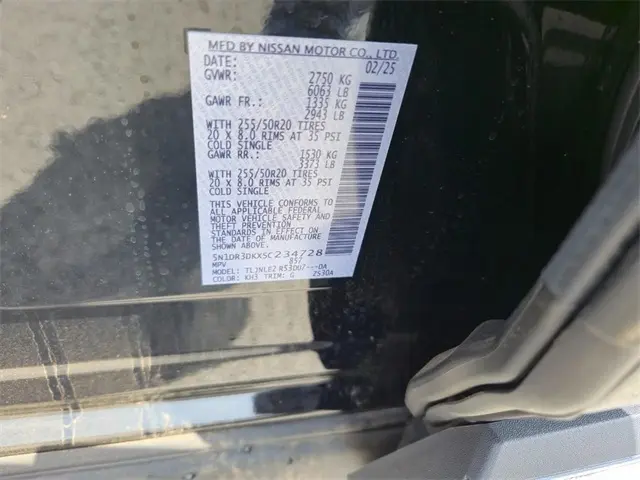 MFD BY NISSAN MOTOR CO., LTD.
DATE: 02/25
GVWR: 2750 KG
6063 LB
GAWR FR.: 1335 KG
2943 LB
WITH 255/50R20 TIRES
20 X 8.0 RIMS AT 35 PSI
COLD SINGLE
GAWR RR.: 1530 KG
3373 LB
WITH 255/50R20 TIRES
20 X 8.0 RIMS AT 35 PSI
COLD SINGLE
THIS VEHICLE CONFORMS TO
ALL APPLICABLE FEDERAL
MOTOR VEHICLE SAFETY AND
THEFT PREVENTION
STANDARDS IN EFFECT ON
THE DATE OF MANUFACTURE
SHOWN ABOVE.
5N1DR3DKXSC234728
MPV 857
MODEL:
COLOR: KH3 TRIM: G 2530A